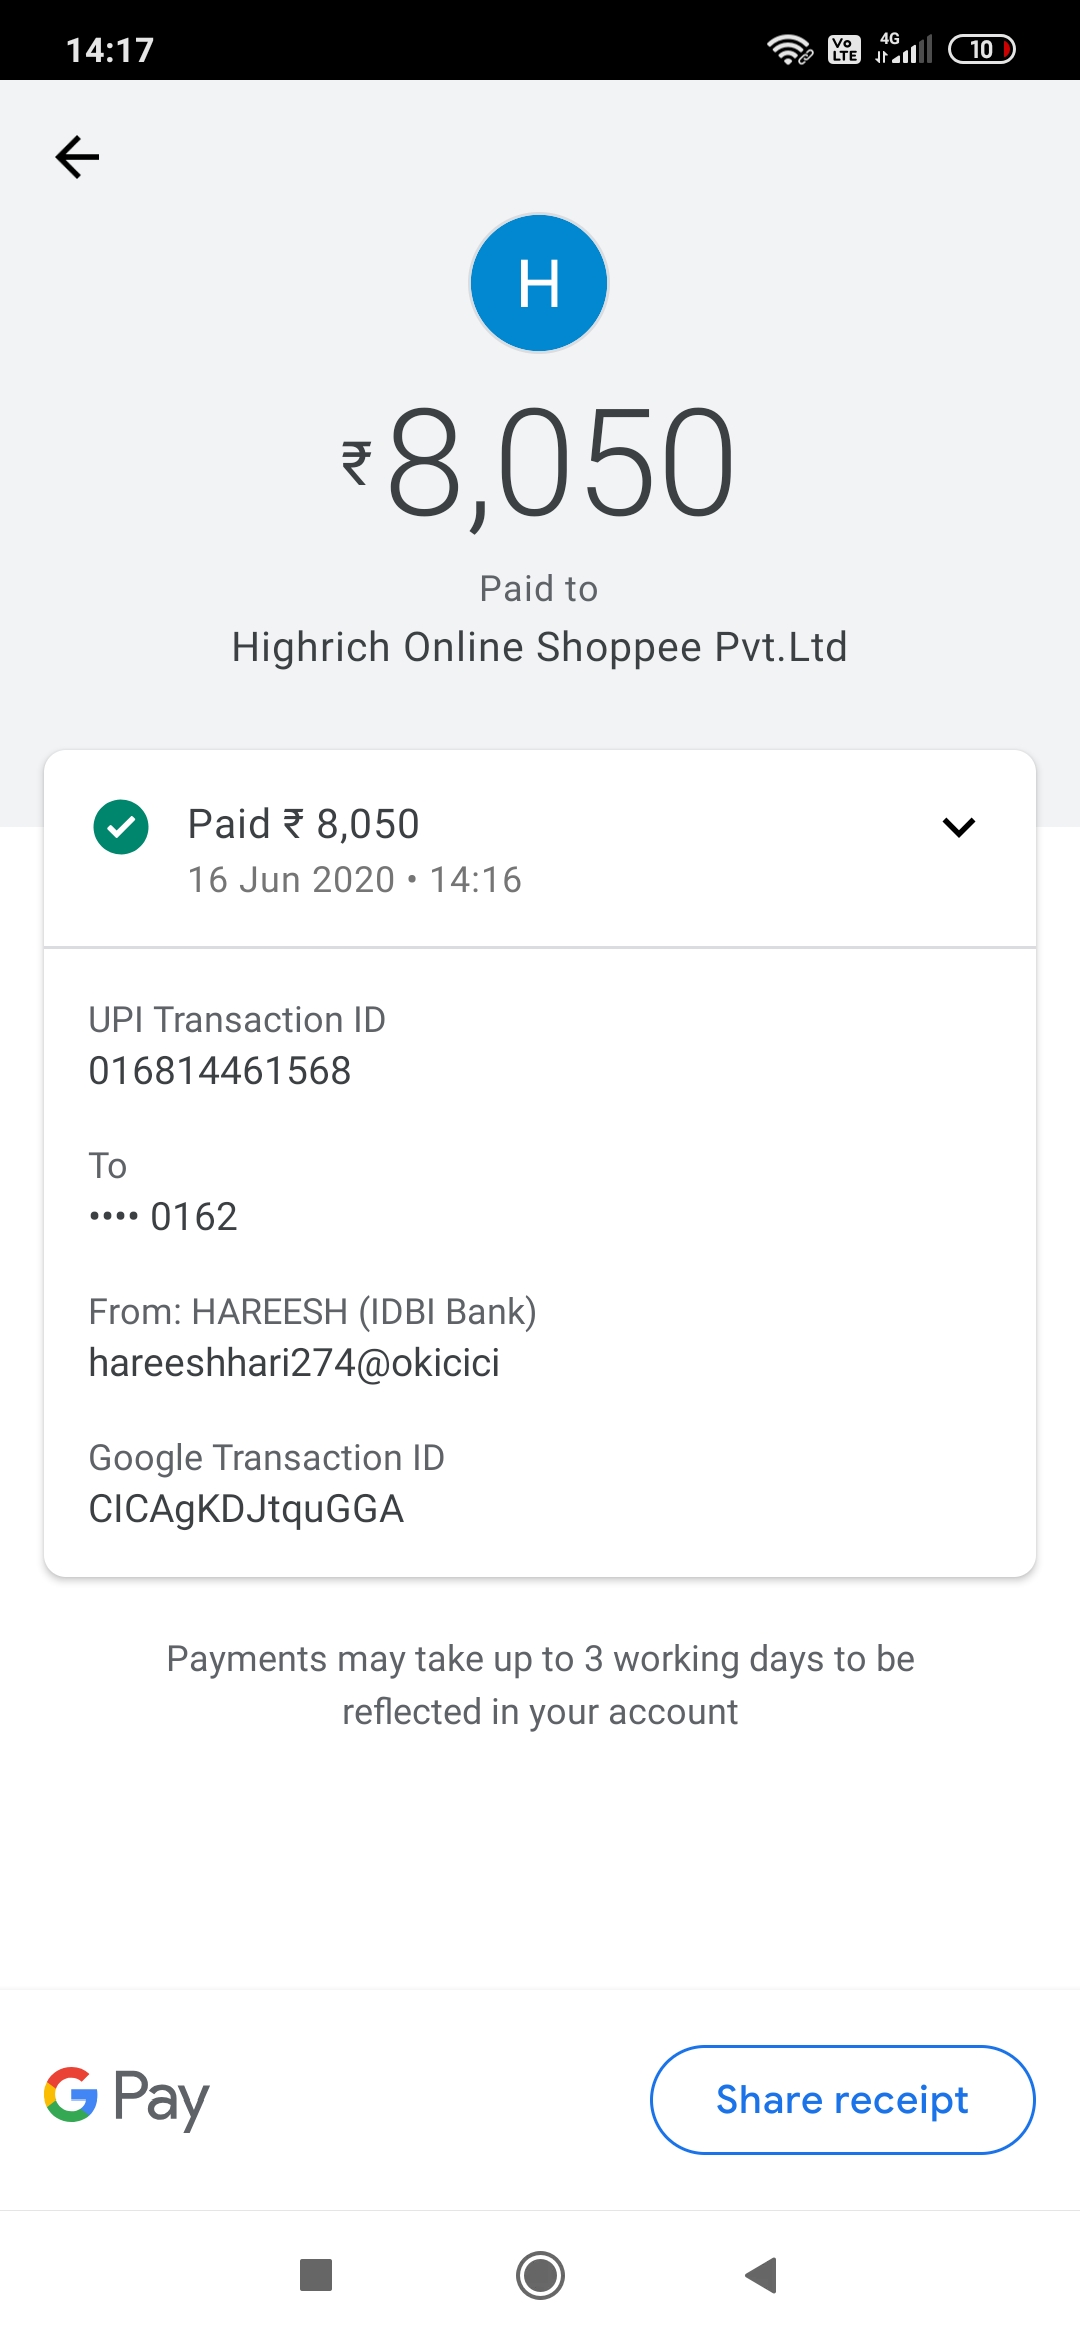 14:17
Vo LTE
4G
10
H
₹8,050
Paid to
Highrich Online Shoppee Pvt.Ltd
Paid ₹ 8,050
16 Jun 2020 • 14:16
UPI Transaction ID
016814461568
To
•••• 0162
From: HAREESH (IDBI Bank)
hareeshhari274@okicici
Google Transaction ID
CICAgKDJtquGGA
Payments may take up to 3 working days to be
reflected in your account
G Pay
Share receipt